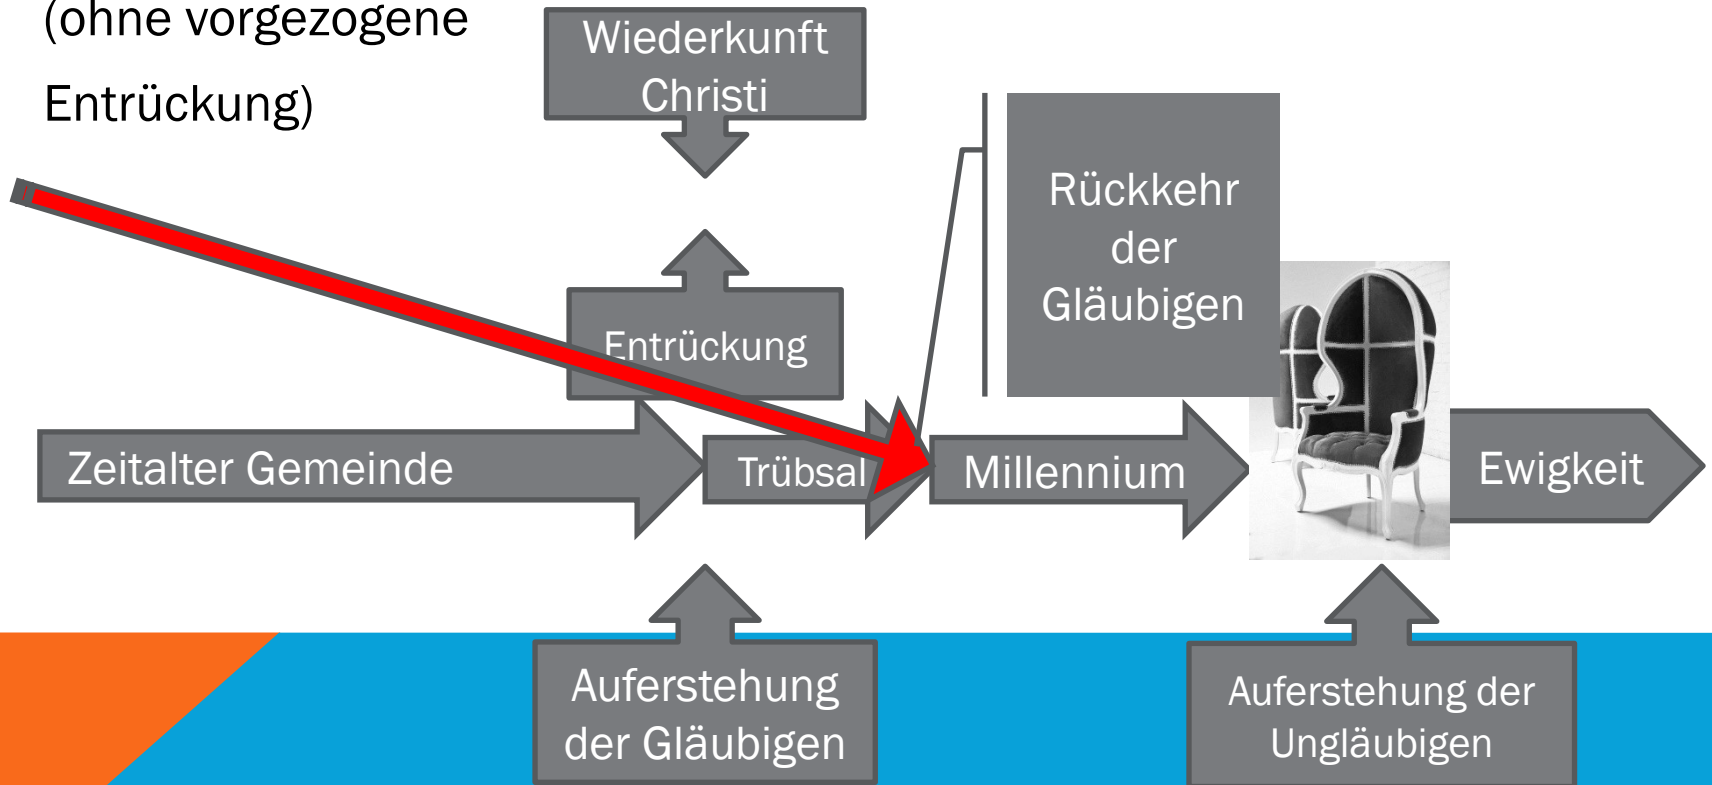 (ohne vorgezogene
Entrückung)
Wiederkunft
Christi
Rückkehr
der
Gläubigen
Entrückung
Zeitalter Gemeinde
Trübsal
Millennium
Ewigkeit
Auferstehung
der Gläubigen
Auferstehung der
Ungläubigen